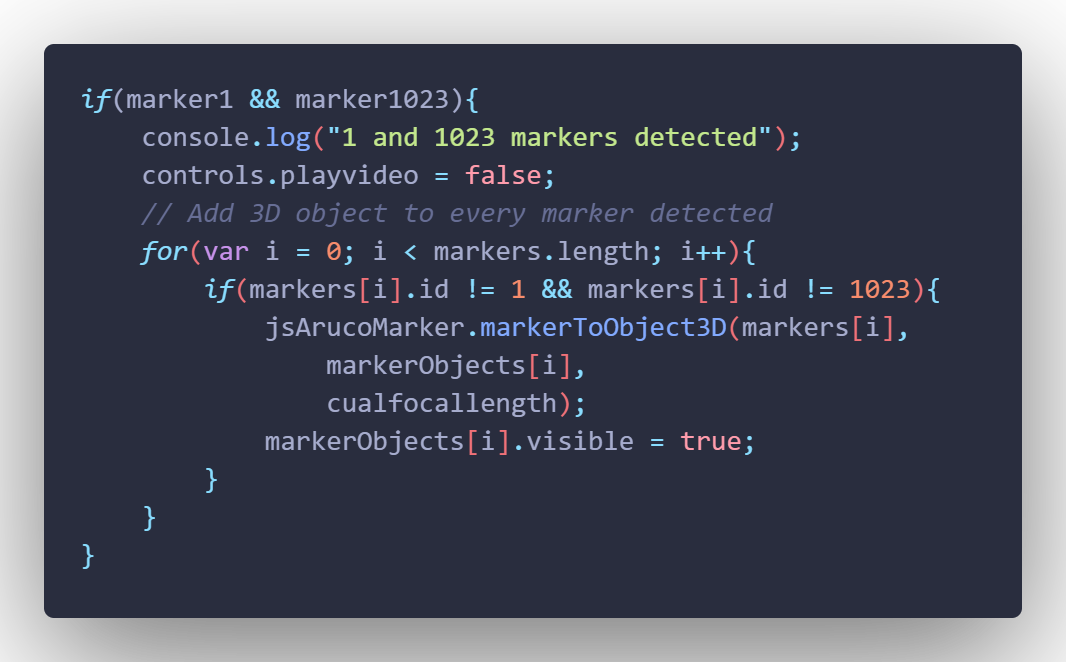 if(marker1 && marker1023){
    console.log("1 and 1023 markers detected");
    controls.playvideo = false;
    // Add 3D object to every marker detected
    for(var i = 0; i < markers.length; i++){
        if(markers[i].id != 1 && markers[i].id != 1023){
            jsArucoMarker.markerToObject3D(markers[i],
                markerObjects[i],
                cualfocallength);
            markerObjects[i].visible = true;
        }
    }
}